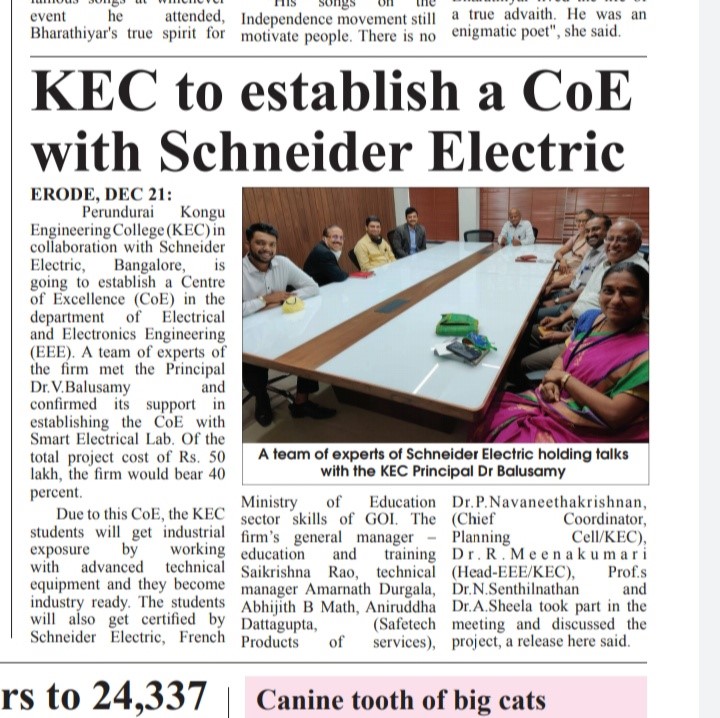 event he attended,
Bharathiyar's true spirit for
His songs on the
Independence movement still
motivate people. There is no
a true advaith. He was an
enigmatic poet", she said.
KEC to establish a CoE
with Schneider Electric
ERODE, DEC 21:
Perundurai Kongu
Engineering College (KEC) in
collaboration with Schneider
Electric, Bangalore, is
going to establish a Centre
of Excellence (CoE) in the
department of Electrical
and Electronics Engineering
(EEE). A team of experts of
the firm met the Principal
Dr.V.Balusamy and
confirmed its support in
establishing the CoE with
Smart Electrical Lab. Of the
total project cost of Rs. 50
lakh, the firm would bear 40
percent.
Due to this CoE, the KEC
students will get industrial
exposure by working
with advanced technical
equipment and they become
industry ready. The students
will also get certified by
Schneider Electric, French
A team of experts of Schneider Electric holding talks
with the KEC Principal Dr Balusamy
Ministry of Education
sector skills of GOI. The
firm's general manager –
education and training
Saikrishna Rao, technical
manager Amarnath Durgala,
Abhijith B Math, Aniruddha
Dattagupta, (Safetech
Products of services),
Dr.P.Navaneethakrishnan,
(Chief Coordinator,
Planning Cell/KEC),
Dr.R.Meenakumari
(Head-EEE/KEC), Prof.s
Dr.N.Senthilnathan and
Dr.A.Sheela took part in the
meeting and discussed the
project, a release here said.
rs to 24,337
Canine tooth of big cats